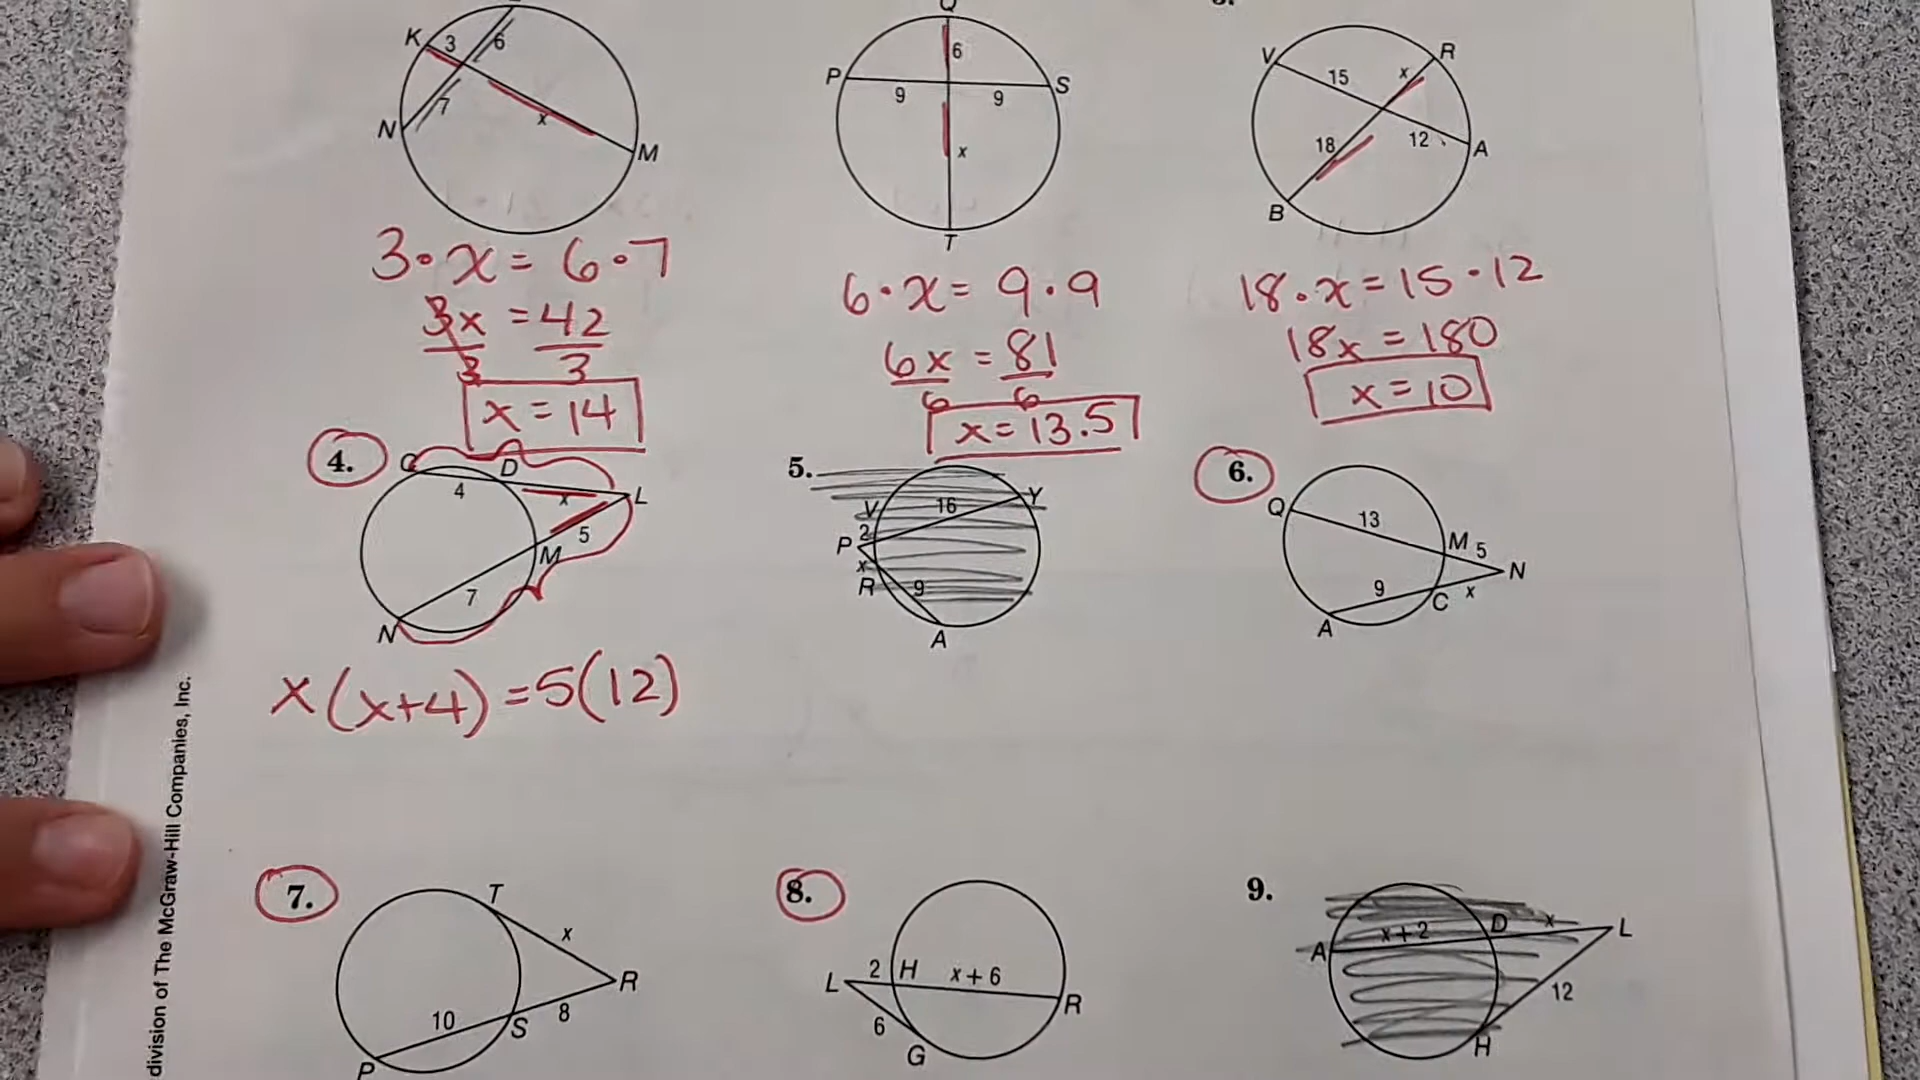 K 3 6
7
x
N
M
Q
P 6 S
9 9
x
T
V R
15 x
18 12 A
B
3 · x = 6 · 7
3x = 42
3 3
x = 14
6 · x = 9 · 9
6x = 81
6 6
x = 13.5
18 · x = 15 · 12
18x = 180
x = 10
4. C D
4 x L
5
M
7
N
x(x+4) = 5(12)
5. V 16 Y
2
P
x
R 9
A
6. Q 13
M 5
N
9 C x
A
7. T
x
R
10 S 8
P
8.
L 2 H x + 6
R
6
G
9.
A x + 2 D x L
12
H
division of The McGraw-Hill Companies, Inc.